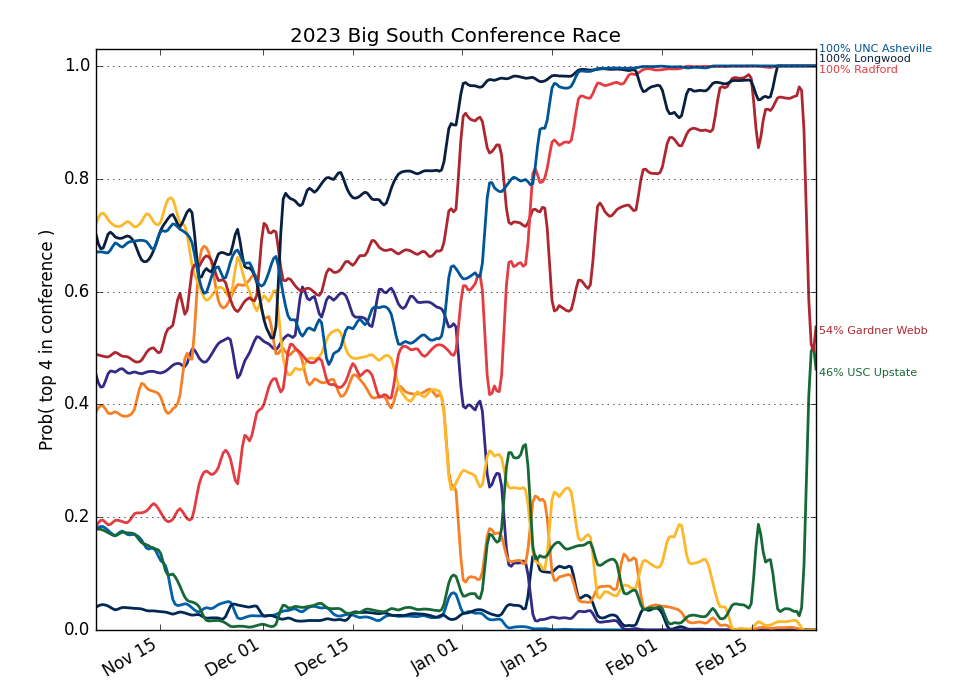 2023 Big South Conference Race
100% UNC Asheville
100% Longwood
100% Radford
54% Gardner Webb
46% USC Upstate
Prob( top 4 in conference )
1.0
0.8
0.6
0.4
0.2
0.0
Nov 15
Dec 01
Dec 15
Jan 01
Jan 15
Feb 01
Feb 15